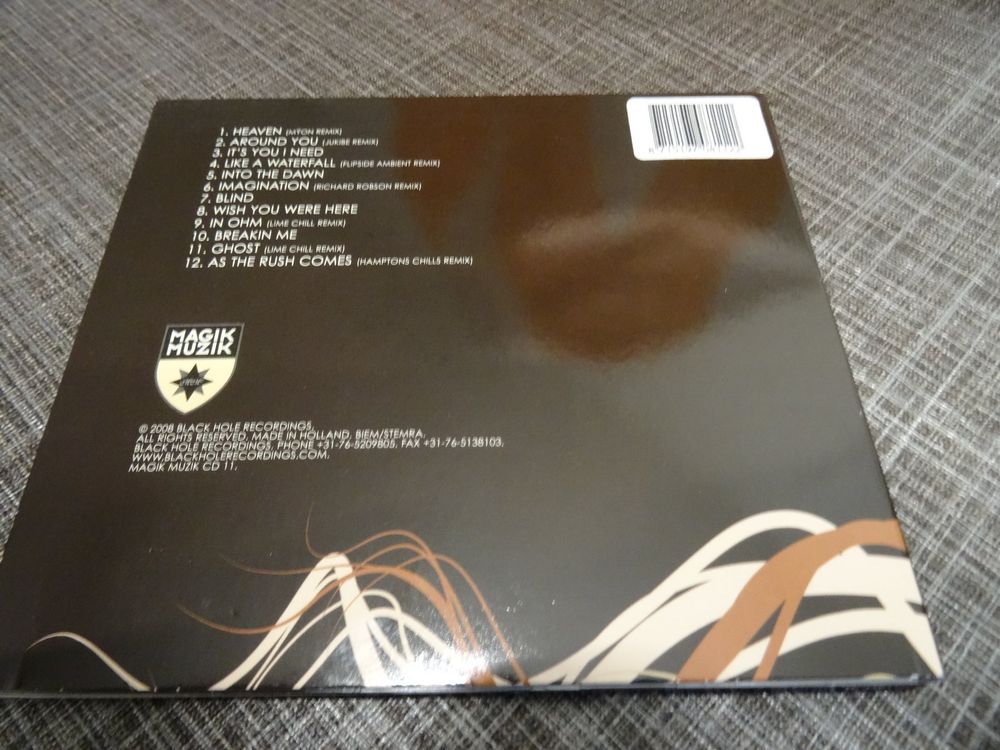 1. HEAVEN (MYON REMIX)
2. AROUND YOU (JUKIBE REMIX)
3. IT'S YOU I NEED
4. LIKE A WATERFALL (FLIPSIDE AMBIENT REMIX)
5. INTO THE DAWN
6. IMAGINATION (RICHARD ROBSON REMIX)
7. BLIND
8. WISH YOU WERE HERE
9. IN OHM (LIME CHILL REMIX)
10. BREAKIN ME
11. GHOST (LIME CHILL REMIX)
12. AS THE RUSH COMES (HAMPTONS CHILLS REMIX)
MAGIK
MUZIK
© 2008 BLACK HOLE RECORDINGS,
ALL RIGHTS RESERVED, MADE IN HOLLAND, BIEM/STEMRA,
BLACK HOLE RECORDINGS, PHONE +31-76-5209805, FAX +31-76-5138103,
WWW.BLACKHOLERECORDINGS.COM.
MAGIK MUZIK CD 11.